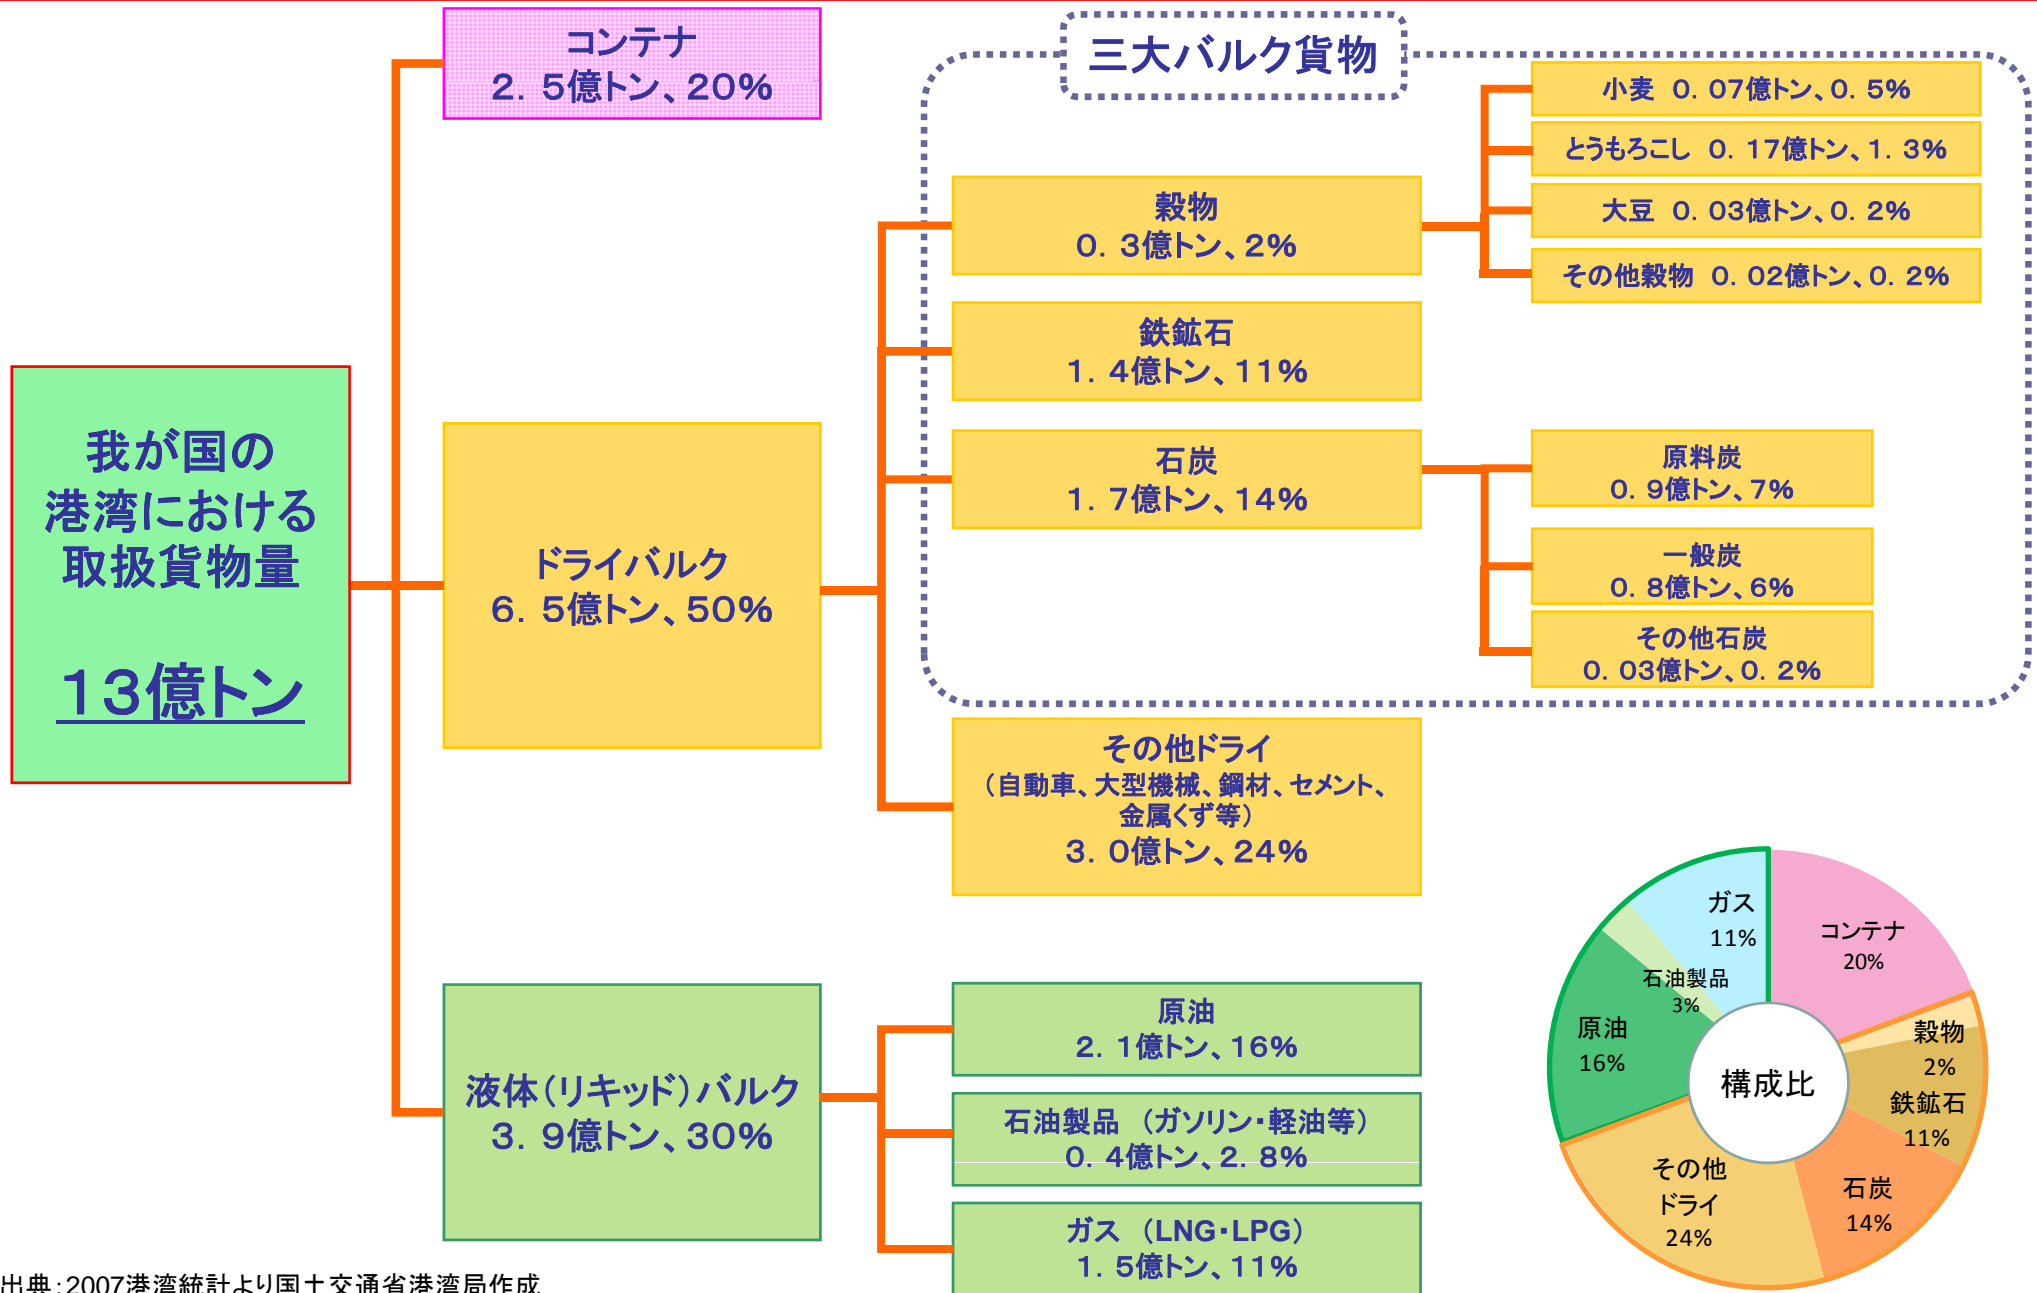 我が国の
港湾における
取扱貨物量
13億トン
コンテナ
2.5億トン、20%
ドライバルク
6.5億トン、50%
液体(リキッド)バルク
3.9億トン、30%
三大バルク貨物
穀物
0.3億トン、2%
鉄鉱石
1.4億トン、11%
石炭
1.7億トン、14%
その他ドライ
(自動車、大型機械、鋼材、セメント、
金属くず等)
3.0億トン、24%
小麦 0.07億トン、0.5%
とうもろこし 0.17億トン、1.3%
大豆 0.03億トン、0.2%
その他穀物 0.02億トン、0.2%
原料炭
0.9億トン、7%
一般炭
0.8億トン、6%
その他石炭
0.03億トン、0.2%
原油
2.1億トン、16%
石油製品 (ガソリン・軽油等)
0.4億トン、2.8%
ガス (LNG・LPG)
1.5億トン、11%
構成比
コンテナ
20%
穀物
2%
鉄鉱石
11%
石炭
14%
その他
ドライ
24%
原油
16%
石油製品
3%
ガス
11%
出典:2007港湾統計より国土交通省港湾局作成